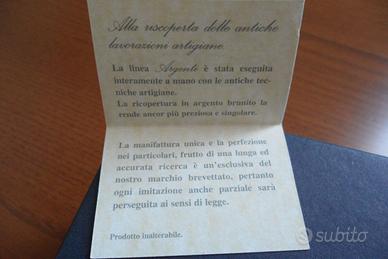 Alla riscoperta delle antiche
lavorazioni artigiane
La linea Argenti è stata eseguita
interamente a mano con le antiche tec-
niche artigiane.
La ricopertura in argento brunito la
rende ancor più preziosa e singolare.
La manifattura unica e la perfezione
nei particolari, frutto di una lunga ed
accurata ricerca è un'esclusiva del
nostro marchio brevettato, pertanto
ogni imitazione anche parziale sarà
perseguita ai sensi di legge.
Prodotto inalterabile.
subito